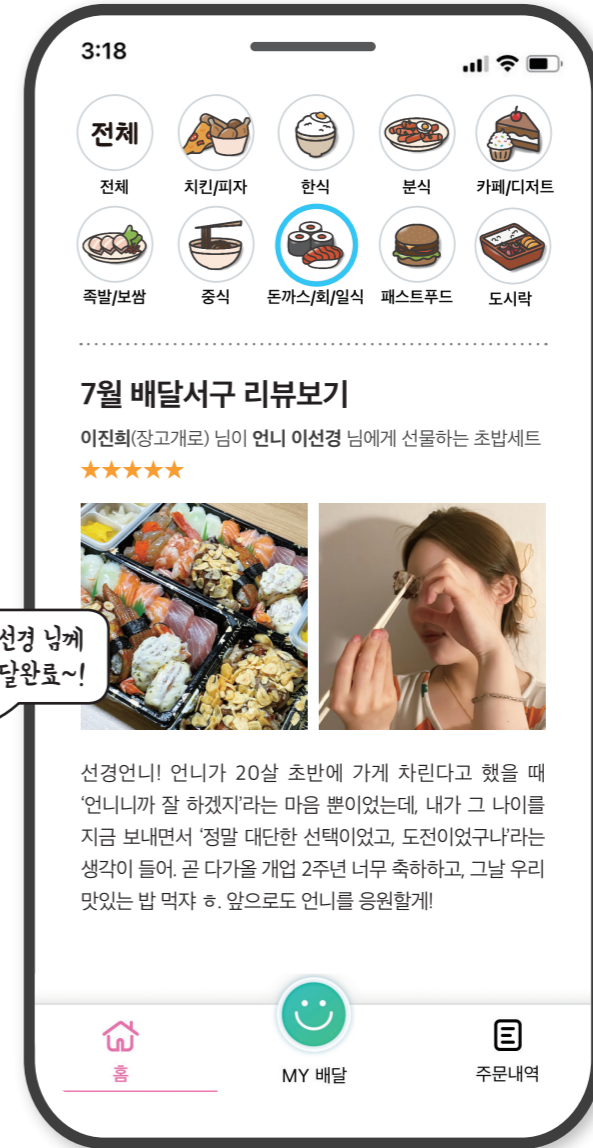 3:18
전체
전체
치킨/피자
한식
분식
카페/디저트
족발/보쌈
중식
돈까스/회/일식
패스트푸드
도시락
7월 배달서구 리뷰보기
이진희(장고개로) 님이 언니 이선경 님에게 선물하는 초밥세트
★★★★★
선경 님께
달완료~!
선경언니! 언니가 20살 초반에 가게 차린다고 했을 때
‘언니니까 잘 하겠지’라는 마음 뿐이었는데, 내가 그 나이를
지금 보내면서 ‘정말 대단한 선택이었고, 도전이었구나’라는
생각이 들어. 곧 다가올 개업 2주년 너무 축하하고, 그날 우리
맛있는 밥 먹쟈 ㅎ. 앞으로도 언니를 응원할게!
홈
MY 배달
주문내역